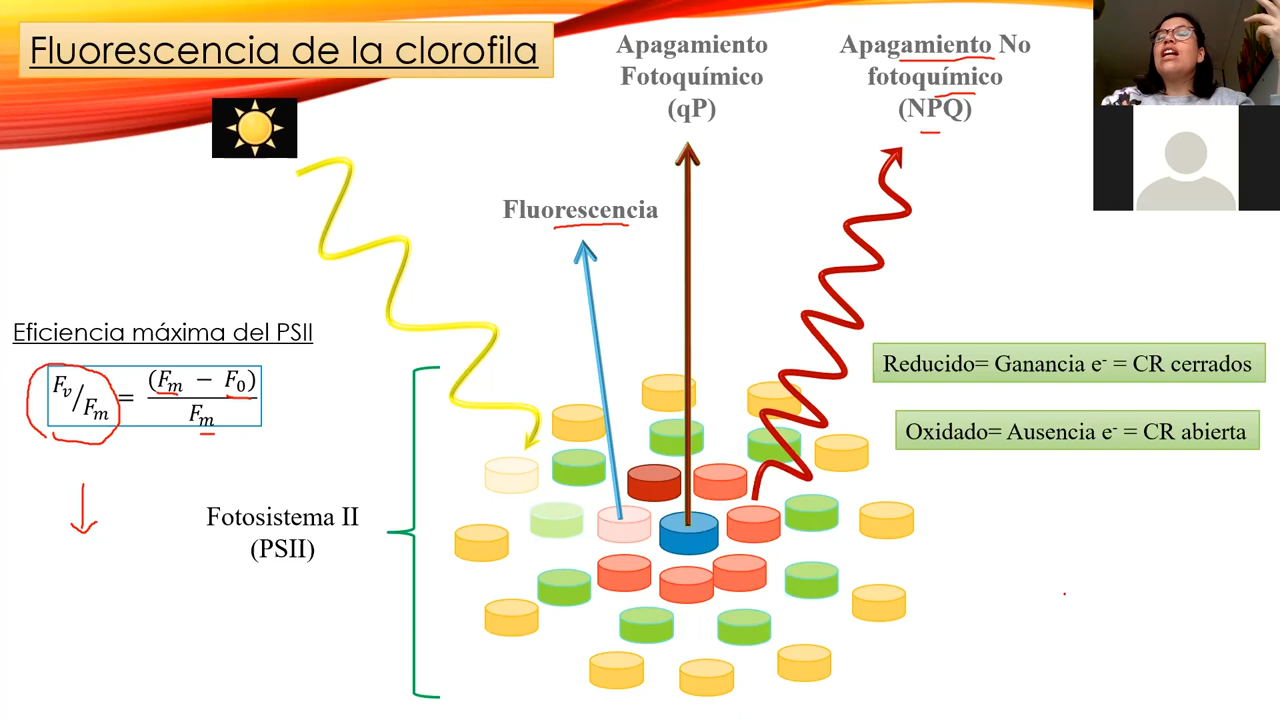 Fluorescencia de la clorofila
Apagamiento
Fotoquímico
(qP)
Apagamiento No
fotoquímico
(NPQ)
Fluorescencia
Eficiencia máxima del PSII
Fv/Fm = (Fm − F0)
Fm
Reducido= Ganancia e- = CR cerrados
Oxidado= Ausencia e- = CR abierta
Fotosistema II
(PSII)